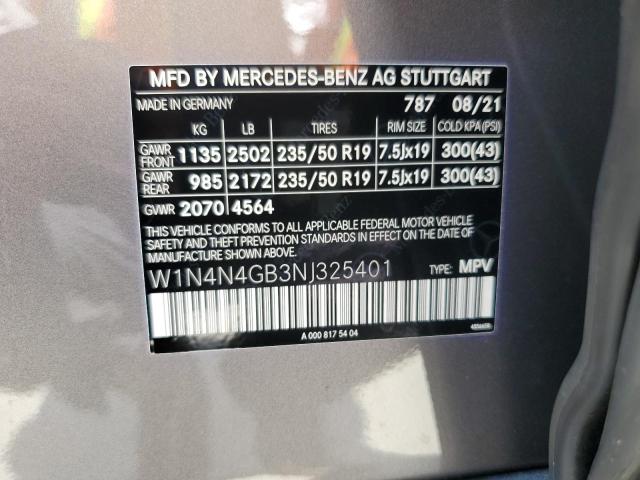 MFD BY MERCEDES-BENZ AG STUTTGART
MADE IN GERMANY 787 08/21
KG LB TIRES RIM SIZE COLD KPA (PSI)
GAWR FRONT 1135 2502 235/50 R19 7.5Jx19 300(43)
GAWR REAR 985 2172 235/50 R19 7.5Jx19 300(43)
GVWR 2070 4564
THIS VEHICLE CONFORMS TO ALL APPLICABLE FEDERAL MOTOR VEHICLE
SAFETY, BUMPER, AND THEFT PREVENTION STANDARDS IN EFFECT ON THE DATE OF
MANUFACTURE SHOWN ABOVE.
W1N4N4GB3NJ325401 TYPE: MPV
A 000 817 54 04